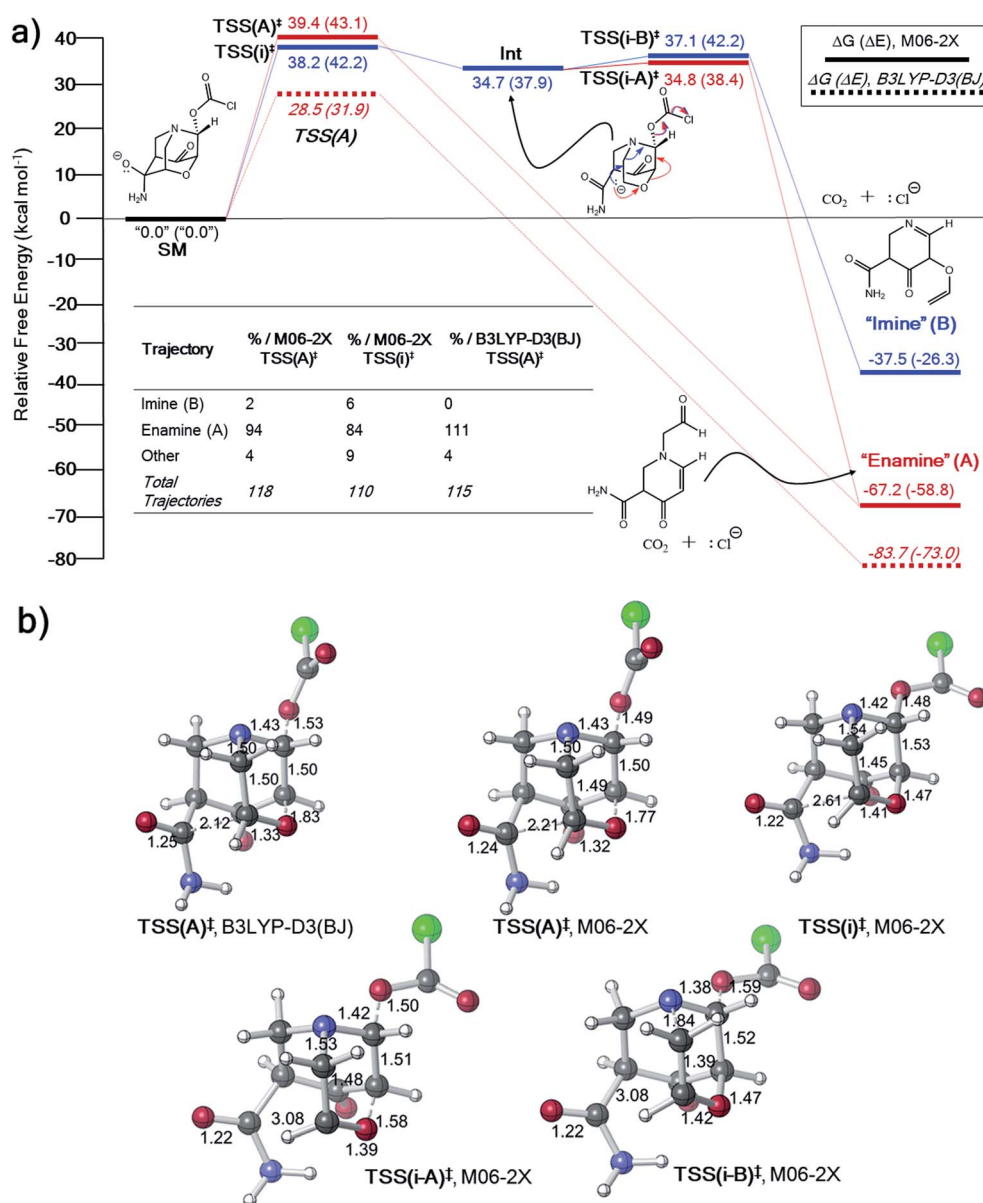 a)
40
30
20
10
0
-10
-20
-30
-40
-50
-60
-70
-80
Relative Free Energy (kcal mol⁻¹)
TSS(A)‡ 39.4 (43.1)
TSS(i)‡
38.2 (42.2)
28.5 (31.9)
TSS(A)
Int
34.7 (37.9)
TSS(i-B)‡ 37.1 (42.2)
TSS(i-A)‡ 34.8 (38.4)
ΔG (ΔE), M06-2X
ΔG (ΔE), B3LYP-D3(BJ)
O
Cl
O
N
H
O
O
O
H₂N
"0.0" ("0.0")
SM
O
O
Cl
N
H
O
O
O
H₂N
CO₂ + :Cl⊖
N
H
O
NH₂
O
O
"Imine" (B)
-37.5 (-26.3)
Trajectory
% / M06-2X TSS(A)‡
% / M06-2X TSS(i)‡
% / B3LYP-D3(BJ) TSS(A)‡
Imine (B) 2 6 0
Enamine (A) 94 84 111
Other 4 9 4
Total Trajectories 118 110 115
O
H
N
H
H₂N
O
O
CO₂ + :Cl⊖
"Enamine" (A)
-67.2 (-58.8)
-83.7 (-73.0)
b)
1.43
1.53
1.50
1.50
1.50
2.12
1.83
1.25
1.33
TSS(A)‡, B3LYP-D3(BJ)
1.43
1.49
1.50
1.50
1.49
2.21
1.77
1.24
1.32
TSS(A)‡, M06-2X
1.42
1.48
1.54
1.53
1.45
2.61
1.47
1.22
1.41
TSS(i)‡, M06-2X
1.50
1.42
1.53
1.51
1.48
3.08
1.58
1.22
1.39
TSS(i-A)‡, M06-2X
1.38
1.59
1.84
1.52
1.39
3.08
1.47
1.22
1.42
TSS(i-B)‡, M06-2X